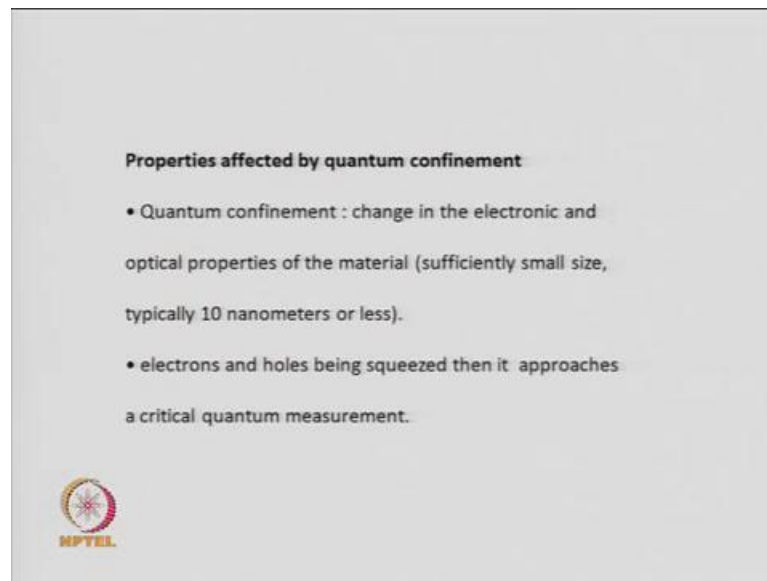 Properties affected by quantum confinement
• Quantum confinement : change in the electronic and
optical properties of the material (sufficiently small size,
typically 10 nanometers or less).
• electrons and holes being squeezed then it approaches
a critical quantum measurement.
NPTEL